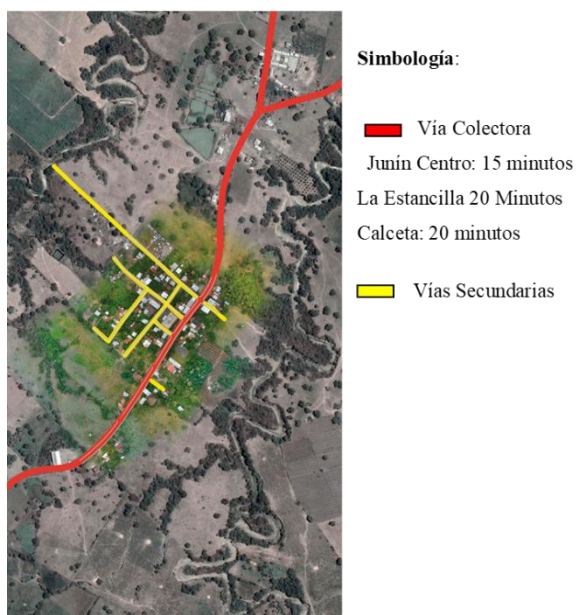 Simbología:
Vía Colectora
Junín Centro: 15 minutos
La Estancilla 20 Minutos
Calceta: 20 minutos
Vías Secundarias